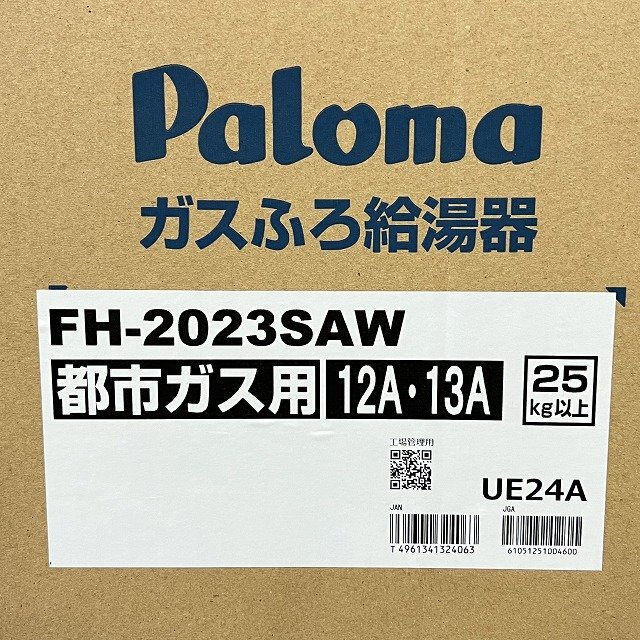 Paloma
ガスふろ給湯器
FH-2023SAW
都市ガス用 12A・13A
25
kg以上
工場管理用
UE24A
JAN
JGA
T 4961341324063
61051251004600